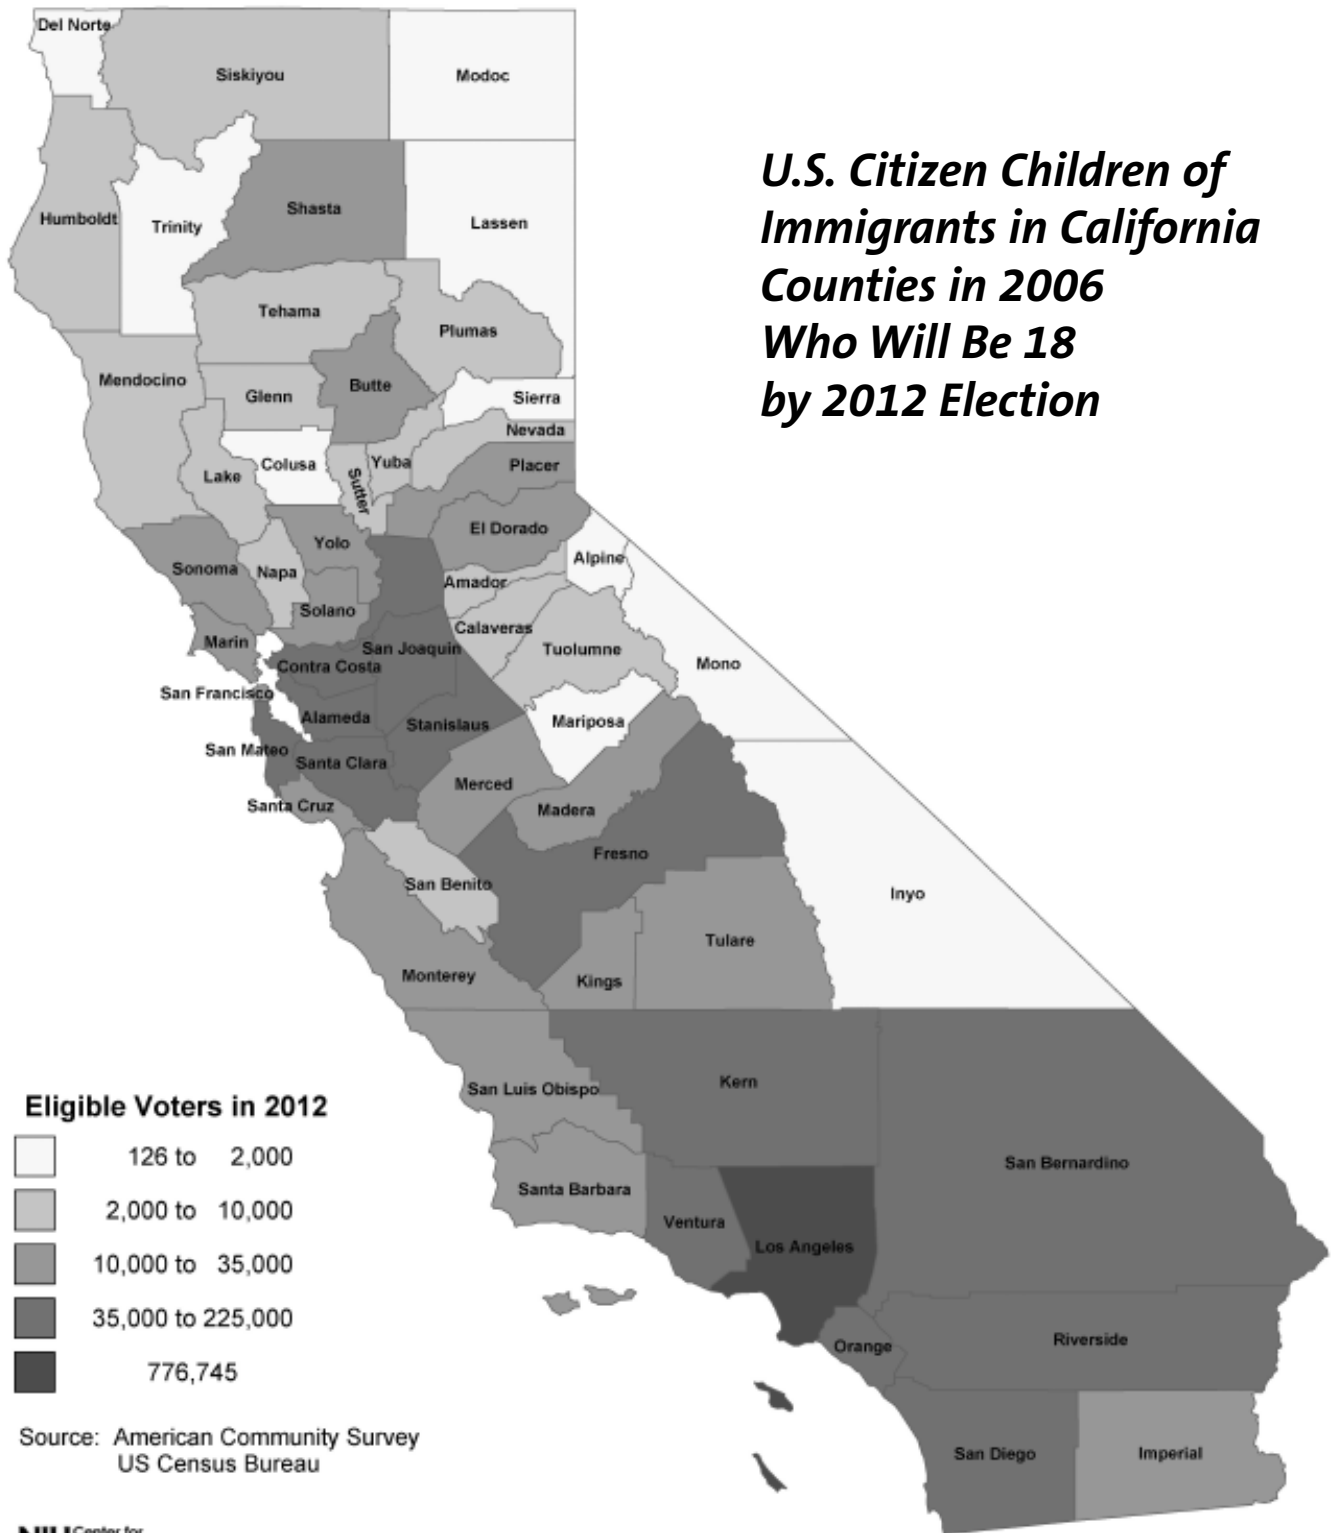 Del Norte
Siskiyou
Modoc
U.S. Citizen Children of
Immigrants in California
Counties in 2006
Who Will Be 18
by 2012 Election
Humboldt
Trinity
Shasta
Lassen
Tehama
Plumas
Mendocino
Glenn
Butte
Sierra
Nevada
Lake
Colusa
Sutter
Yuba
Placer
El Dorado
Yolo
Sonoma
Napa
Alpine
Amador
Solano
Calaveras
Marin
San Joaquin
Tuolumne
Contra Costa
Mono
San Francisco
Alameda
Stanislaus
Mariposa
San Mateo
Santa Clara
Merced
Santa Cruz
Madera
Fresno
San Benito
Inyo
Tulare
Monterey
Kings
San Luis Obispo
Kern
San Bernardino
Santa Barbara
Ventura
Los Angeles
Orange
Riverside
San Diego
Imperial
Eligible Voters in 2012
126 to 2,000
2,000 to 10,000
10,000 to 35,000
35,000 to 225,000
776,745
Source: American Community Survey
US Census Bureau
NIU Center for